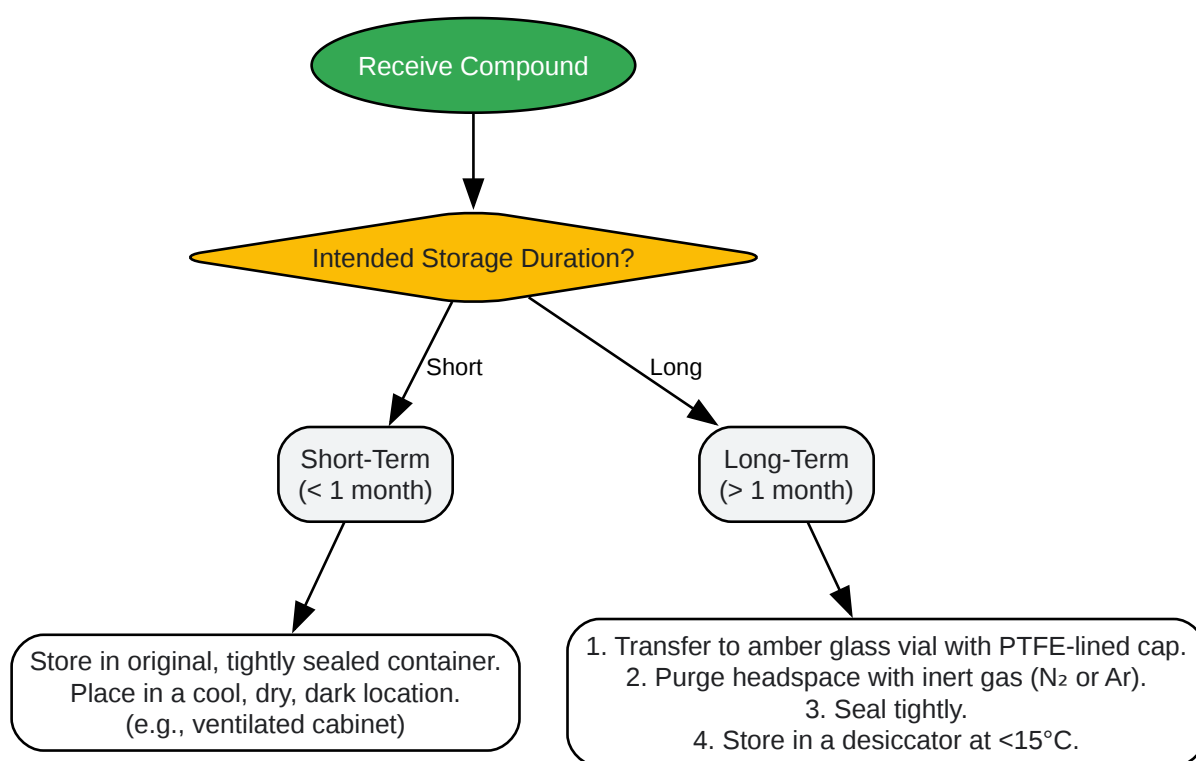 Receive Compound
Intended Storage Duration?
Short
Long
Short-Term
(< 1 month)
Long-Term
(> 1 month)
Store in original, tightly sealed container.
Place in a cool, dry, dark location.
(e.g., ventilated cabinet)
1. Transfer to amber glass vial with PTFE-lined cap.
2. Purge headspace with inert gas (N₂ or Ar).
3. Seal tightly.
4. Store in a desiccator at <15°C.